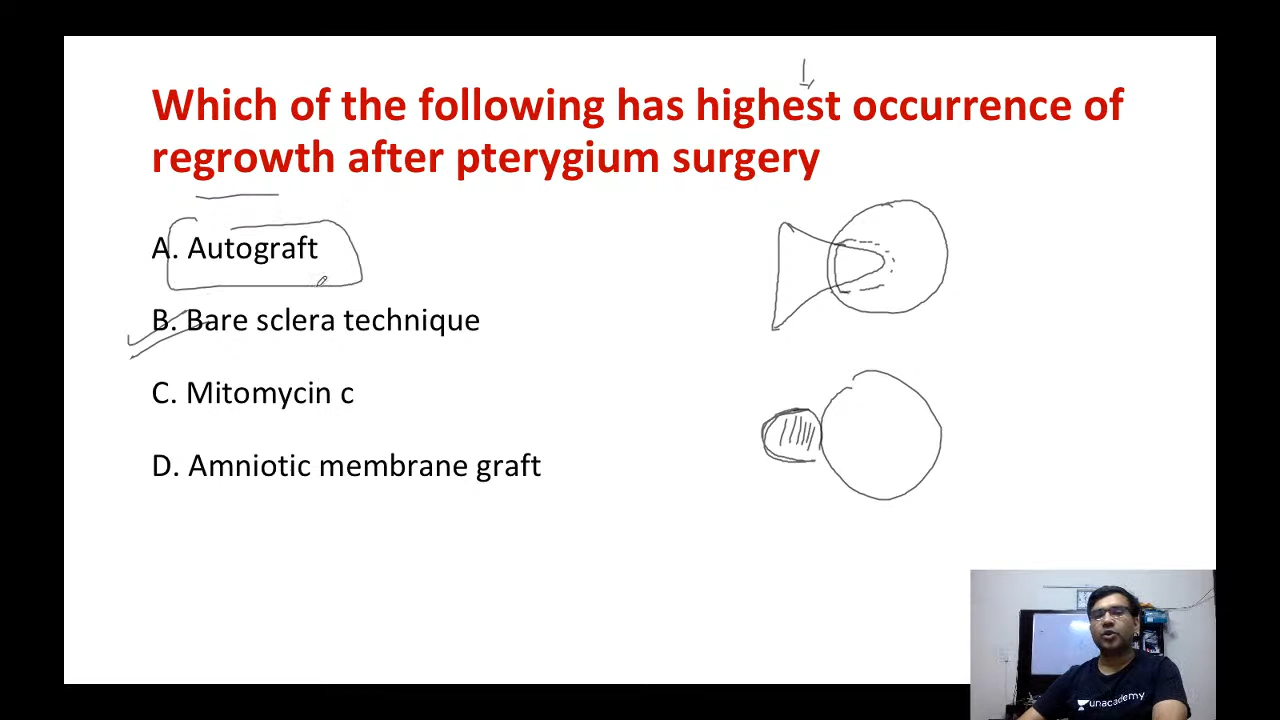 Which of the following has highest occurrence of
regrowth after pterygium surgery
A. Autograft
B. Bare sclera technique
C. Mitomycin c
D. Amniotic membrane graft
unacademy